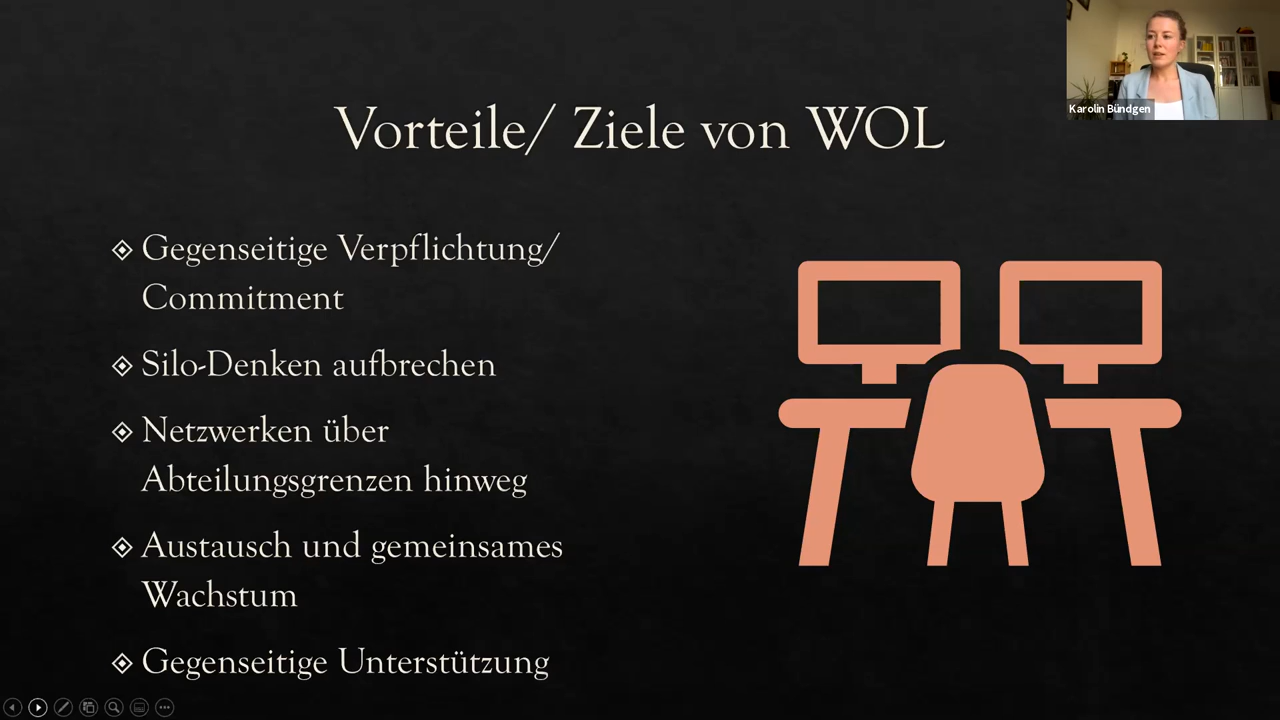 Karolin Bündgen
Vorteile/ Ziele von WOL
Gegenseitige Verpflichtung/
Commitment
Silo-Denken aufbrechen
Netzwerken über
Abteilungsgrenzen hinweg
Austausch und gemeinsames
Wachstum
Gegenseitige Unterstützung